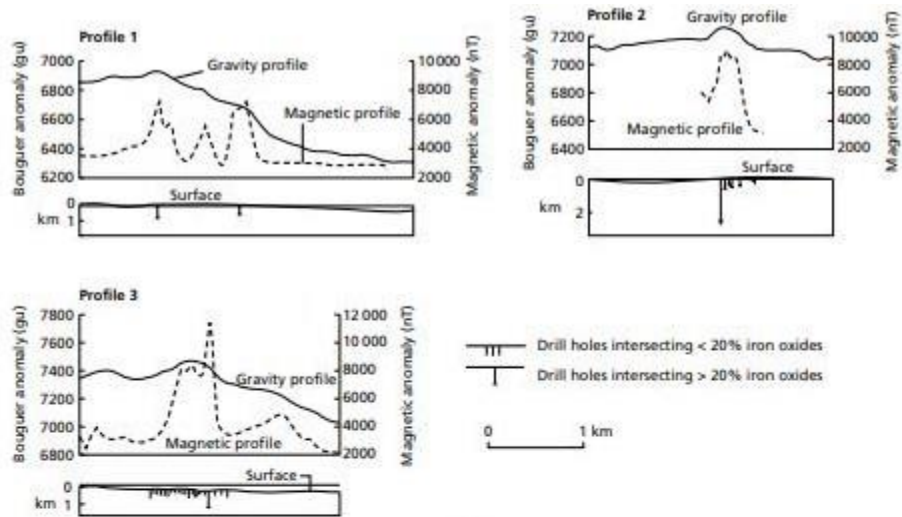 Profile 1
Bouguer anomaly (gu)
7000
6800
6600
6400
6200
Gravity profile
Magnetic profile
10 000
8000
6000
4000
2000
Magnetic anomaly (nT)
Surface
km
0
1
Profile 2
Bouguer anomaly (gu)
7200
7000
6800
6600
6400
Gravity profile
Magnetic profile
10000
8000
6000
4000
2000
Magnetic anomaly (nT)
Surface
km
0
2
Profile 3
Bouguer anomaly (gu)
7800
7600
7400
7200
7000
6800
Gravity profile
Magnetic profile
12 000
10 000
8000
6000
4000
2000
Magnetic anomaly (nT)
Surface
km
0
1
Drill holes intersecting < 20% iron oxides
Drill holes intersecting > 20% iron oxides
0 1 km